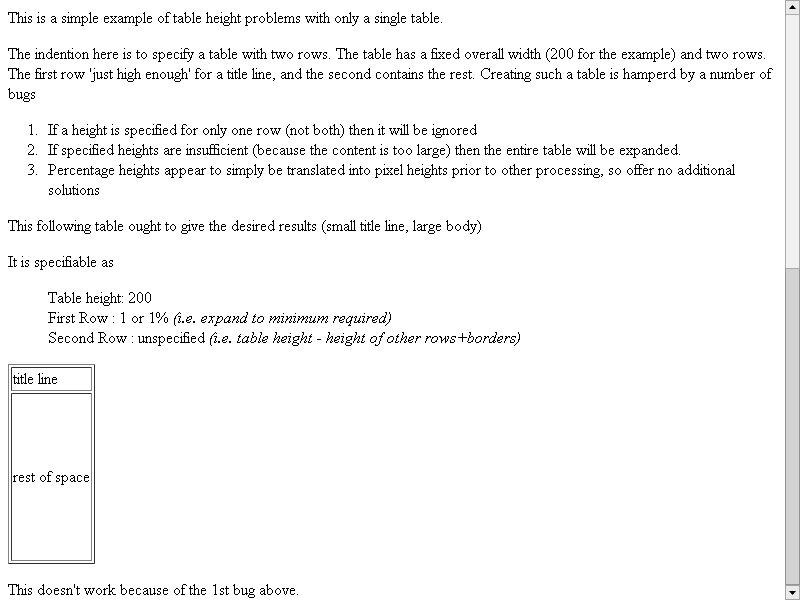 This is a simple example of table height problems with only a single table.
The indention here is to specify a table with two rows. The table has a fixed overall width (200 for the example) and two rows.
The first row 'just high enough' for a title line, and the second contains the rest. Creating such a table is hamperd by a number of
bugs
1. If a height is specified for only one row (not both) then it will be ignored
2. If specified heights are insufficient (because the content is too large) then the entire table will be expanded.
3. Percentage heights appear to simply be translated into pixel heights prior to other processing, so offer no additional
solutions
This following table ought to give the desired results (small title line, large body)
It is specifiable as
Table height: 200
First Row : 1 or 1% (i.e. expand to minimum required)
Second Row : unspecified (i.e. table height - height of other rows+borders)
title line
rest of space
This doesn't work because of the 1st bug above.